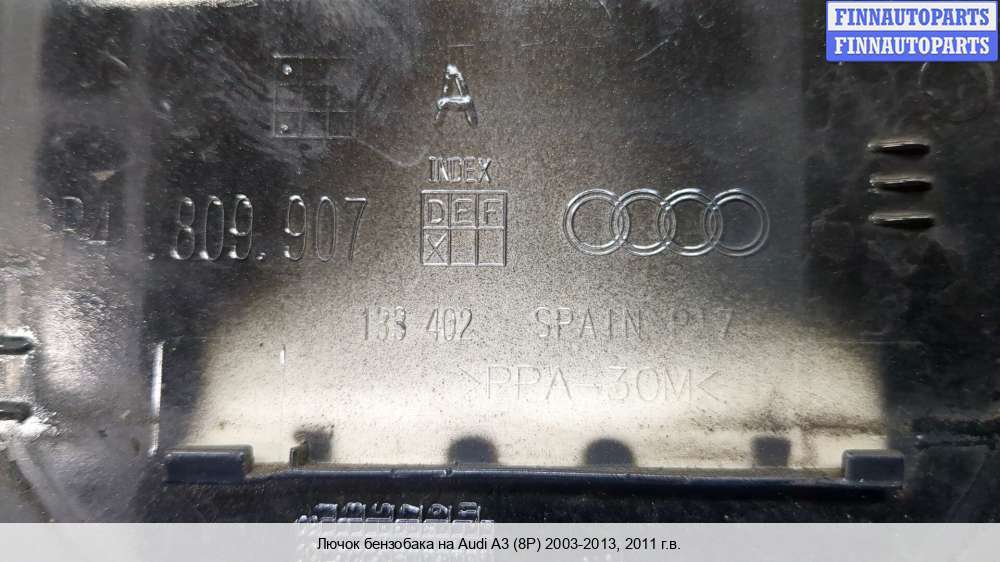 FINNAUTOPARTS
FINNAUTOPARTS
A
INDEX
809.907
D E F
X
133 402 SPAIN
>PPA-30M<
Лючок бензобака на Audi A3 (8P) 2003-2013, 2011 г.в.